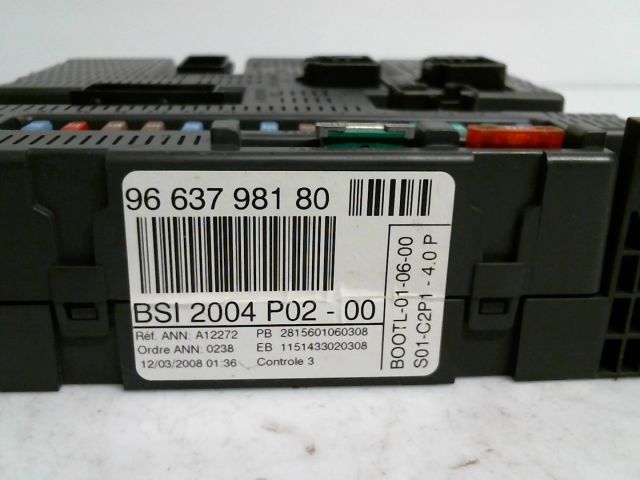 96 637 981 80
BSI 2004 P02 - 00
Réf. ANN: A12272 PB 2815601060308
Ordre ANN: 0238 EB 1151433020308
12/03/2008 01:36 Controle 3
BOOTL-01-06-00
S01-C2P1 - 4.0 P